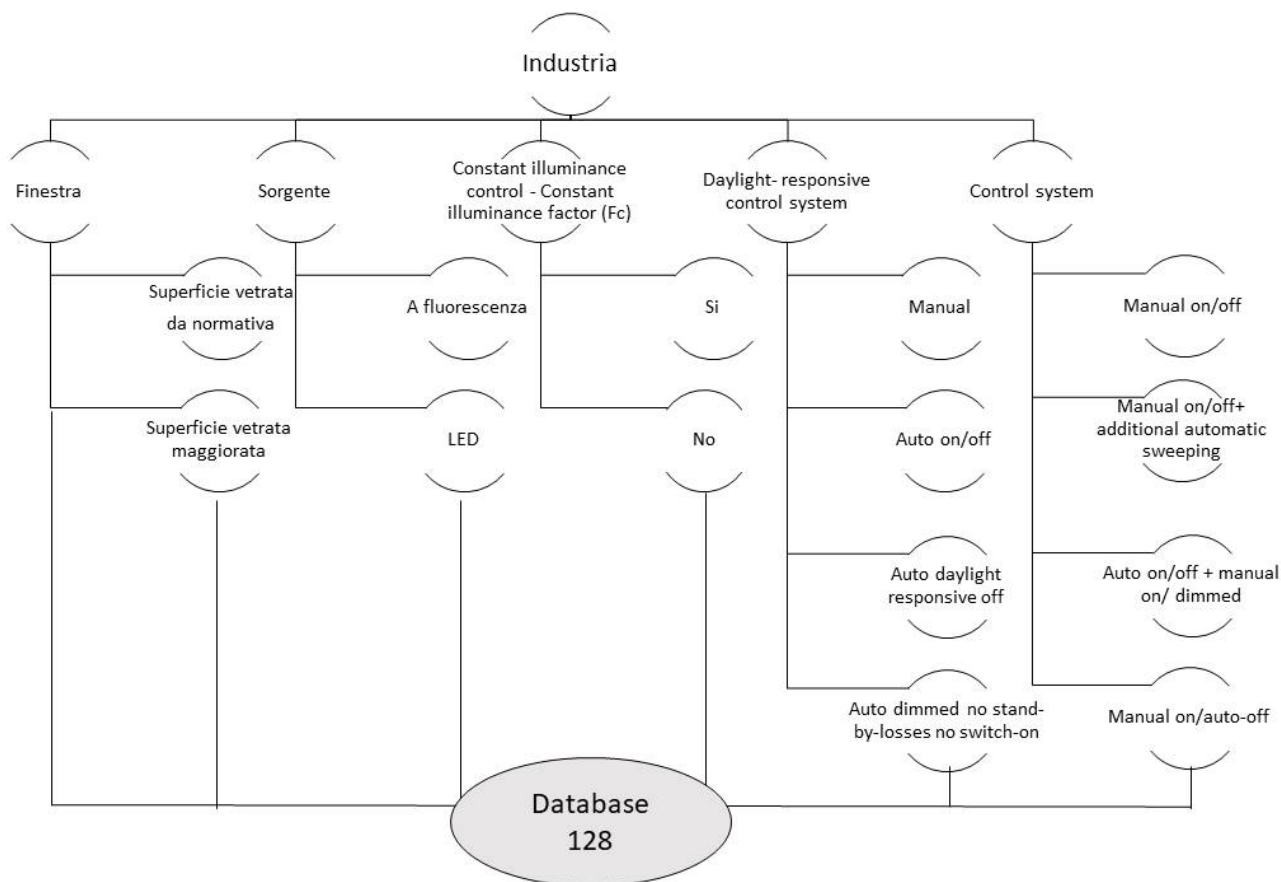 Industria
Finestra
Sorgente
Constant illuminance
control - Constant
illuminance factor (Fc)
Daylight- responsive
control system
Control system
Superficie vetrata
da normativa
A fluorescenza
Si
Manual
Manual on/off
Superficie vetrata
maggiorata
LED
No
Auto on/off
Manual on/off+
additional automatic
sweeping
Auto daylight
responsive off
Auto on/off + manual
on/ dimmed
Auto dimmed no stand-
by-losses no switch-on
Manual on/auto-off
Database
128